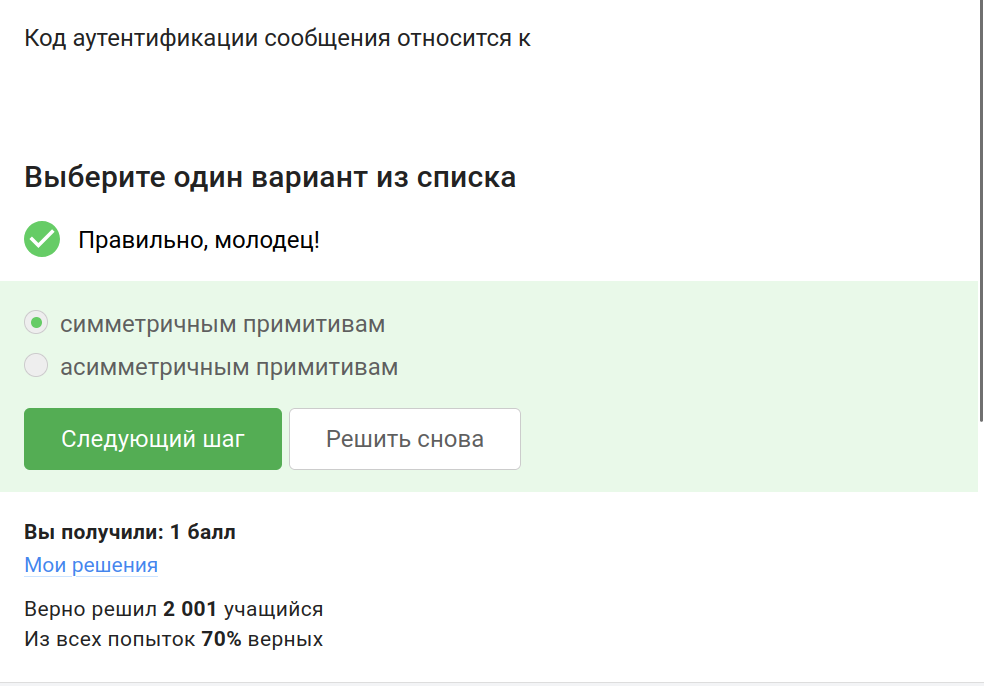 Код аутентификации сообщения относится к
Выберите один вариант из списка
Правильно, молодец!
симметричным примитивам
асимметричным примитивам
Следующий шаг
Решить снова
Вы получили: 1 балл
Мои решения
Верно решил 2 001 учащийся
Из всех попыток 70% верных